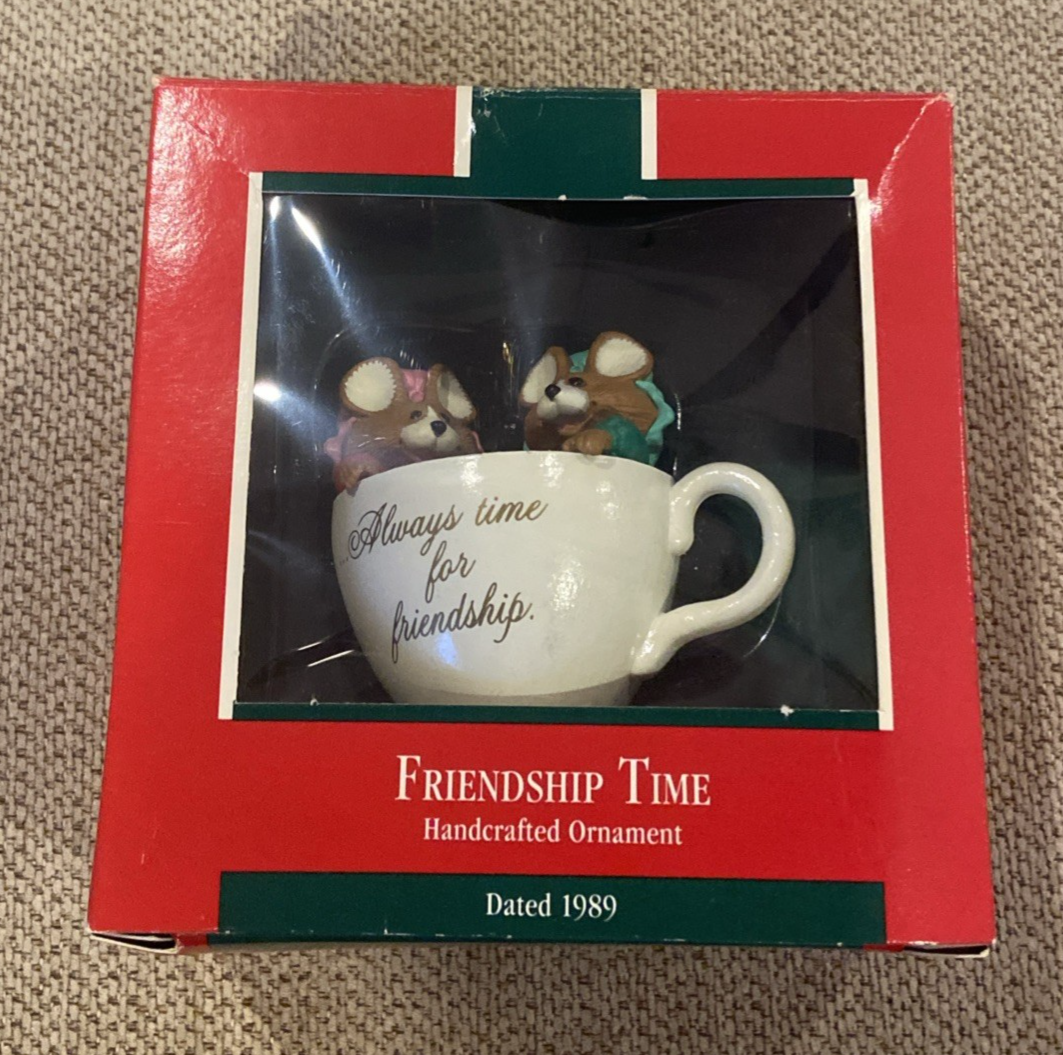 ...Always time
for
friendship.
FRIENDSHIP TIME
Handcrafted Ornament
Dated 1989